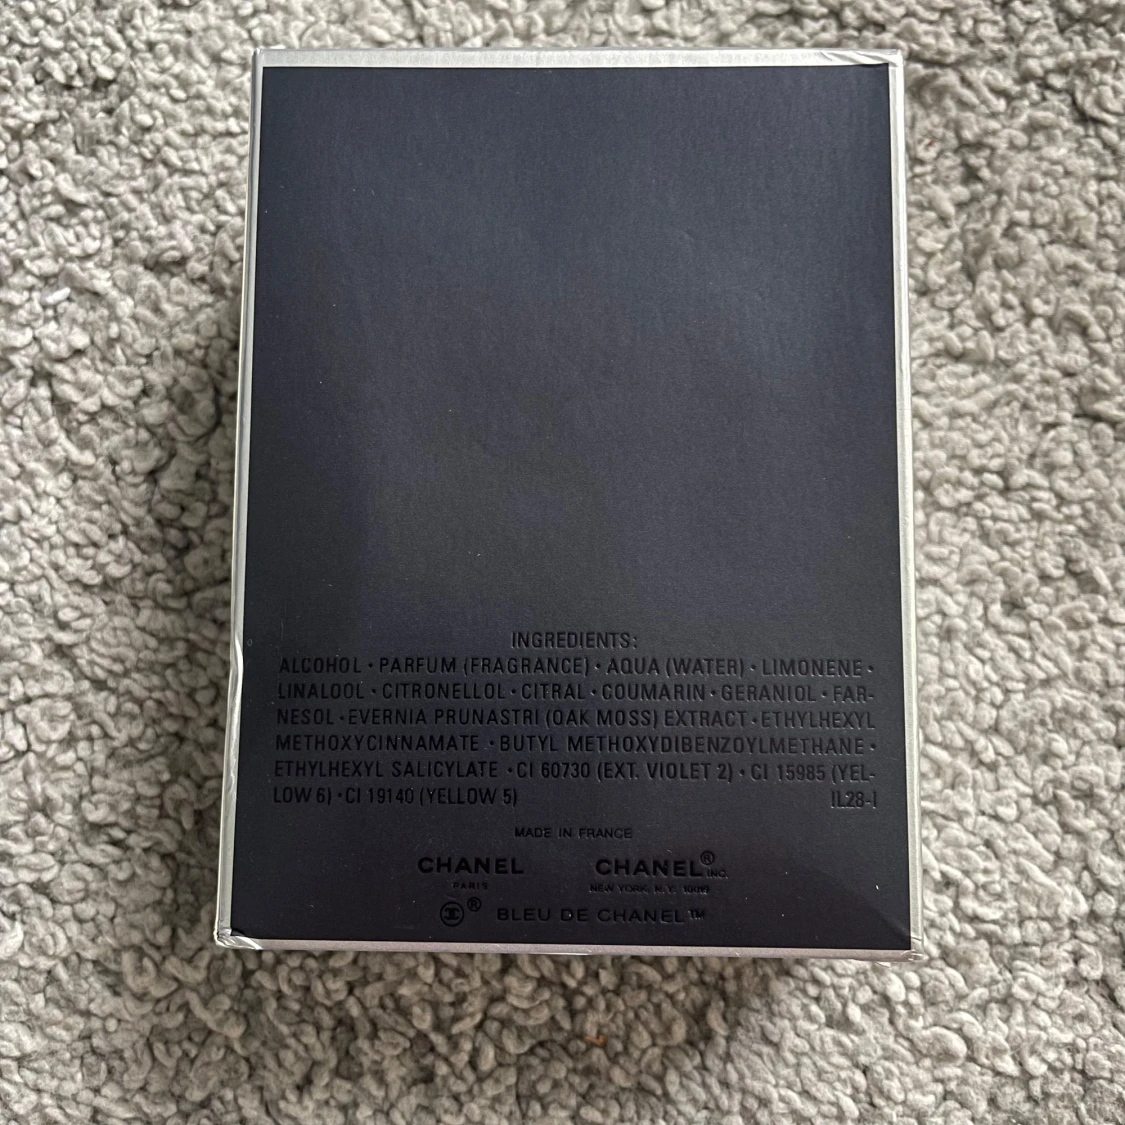 INGREDIENTS:
ALCOHOL • PARFUM (FRAGRANCE) • AQUA (WATER) • LIMONENE •
LINALOOL • CITRONELLOL • CITRAL • COUMARIN • GERANIOL • FAR-
NESOL • EVERNIA PRUNASTRI (OAK MOSS) EXTRACT • ETHYLHEXYL
METHOXYCINNAMATE • BUTYL METHOXYDIBENZOYLMETHANE •
ETHYLHEXYL SALICYLATE • CI 60730 (EXT. VIOLET 2) • CI 15985 (YEL-
LOW 6) • CI 19140 (YELLOW 5) IL28-1
MADE IN FRANCE
CHANEL CHANEL® INC.
PARIS NEW YORK, N.Y.
® BLEU DE CHANEL™